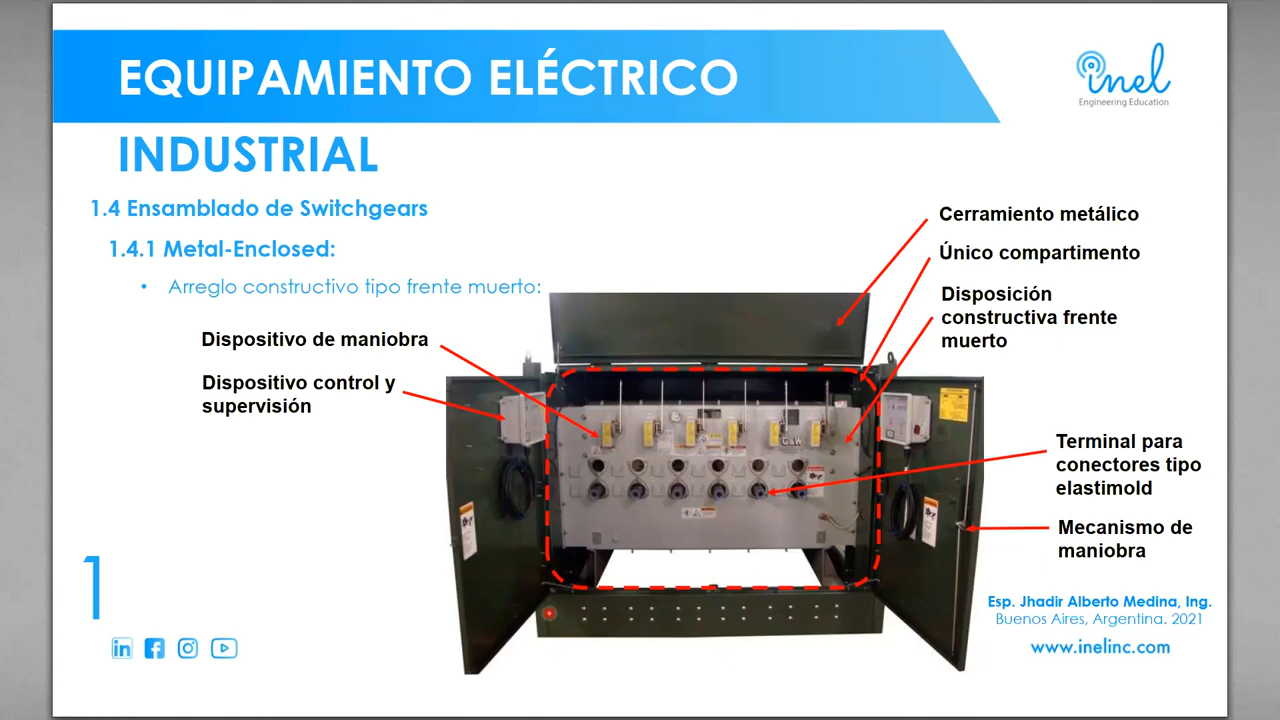 EQUIPAMIENTO ELÉCTRICO
INDUSTRIAL
inel
Engineering Education
1.4 Ensamblado de Switchgears
1.4.1 Metal-Enclosed:
• Arreglo constructivo tipo frente muerto:
Dispositivo de maniobra
Dispositivo control y
supervisión
Cerramiento metálico
Único compartimento
Disposición
constructiva frente
muerto
G&W
Terminal para
conectores tipo
elastimold
Mecanismo de
maniobra
1
Esp. Jhadir Alberto Medina, Ing.
Buenos Aires, Argentina. 2021
www.inelinc.com